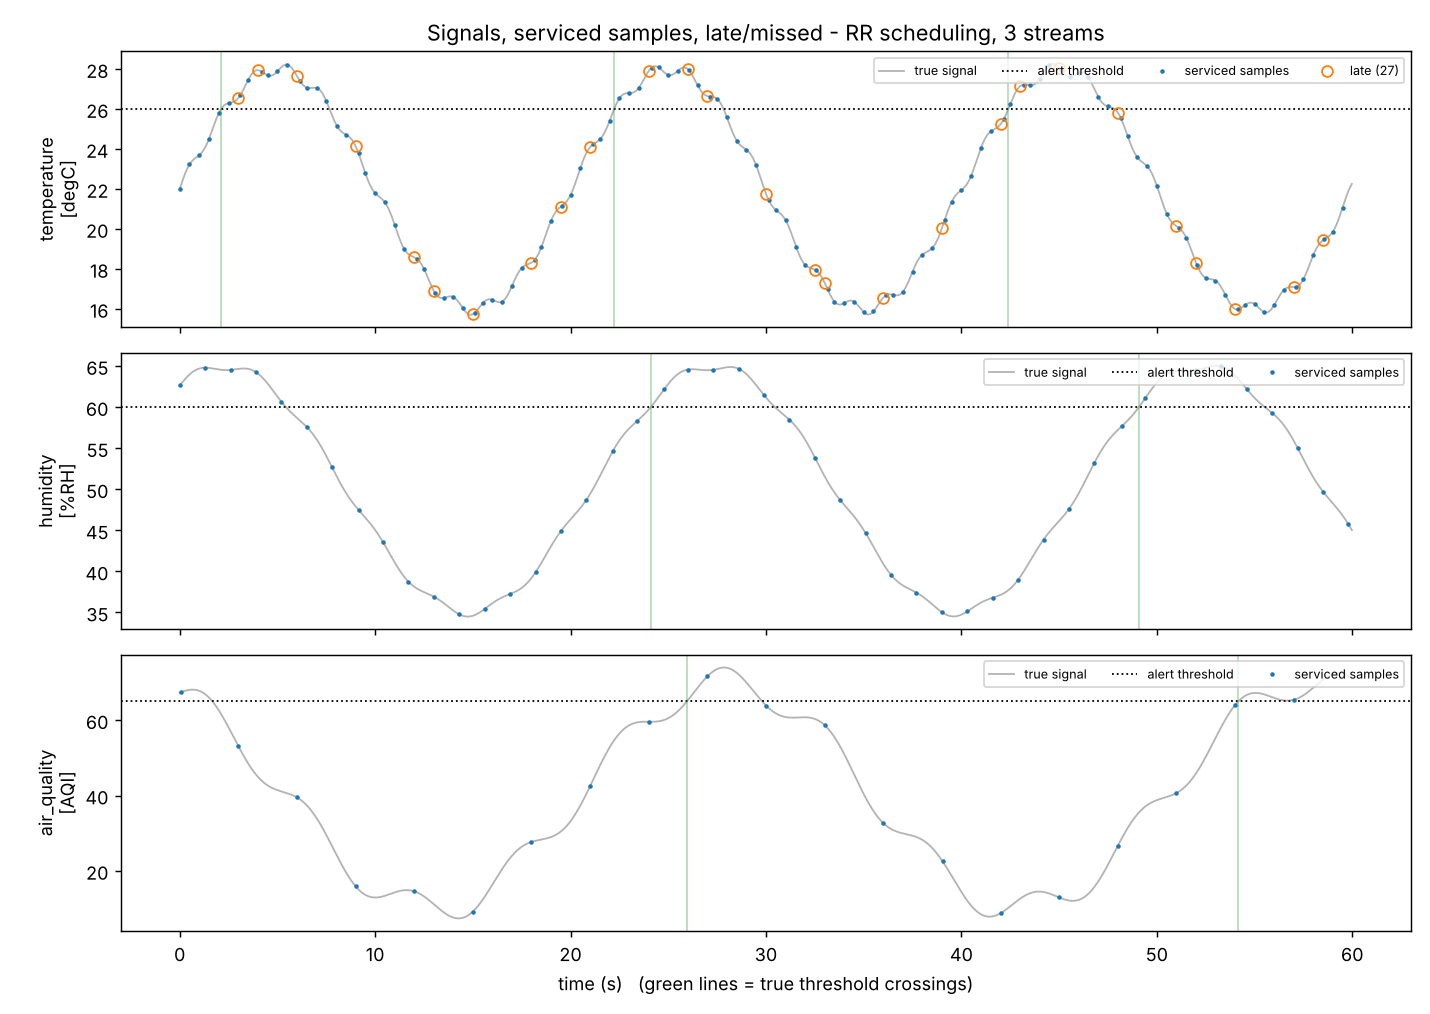 Signals, serviced samples, late/missed - RR scheduling, 3 streams
true signal
alert threshold
serviced samples
late (27)
28
26
24
22
20
18
16
temperature
[degC]
true signal
alert threshold
serviced samples
65
60
55
50
45
40
35
humidity
[%RH]
true signal
alert threshold
serviced samples
60
40
20
air_quality
[AQI]
0
10
20
30
40
50
60
time (s) (green lines = true threshold crossings)